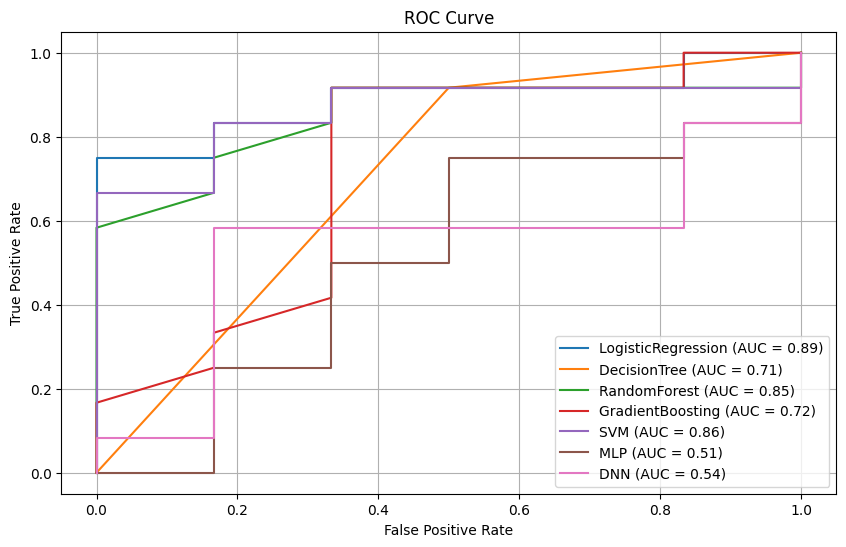 ROC Curve
True Positive Rate
1.0
0.8
0.6
0.4
0.2
0.0
LogisticRegression (AUC = 0.89)
DecisionTree (AUC = 0.71)
RandomForest (AUC = 0.85)
GradientBoosting (AUC = 0.72)
SVM (AUC = 0.86)
MLP (AUC = 0.51)
DNN (AUC = 0.54)
0.0 0.2 0.4 0.6 0.8 1.0
False Positive Rate